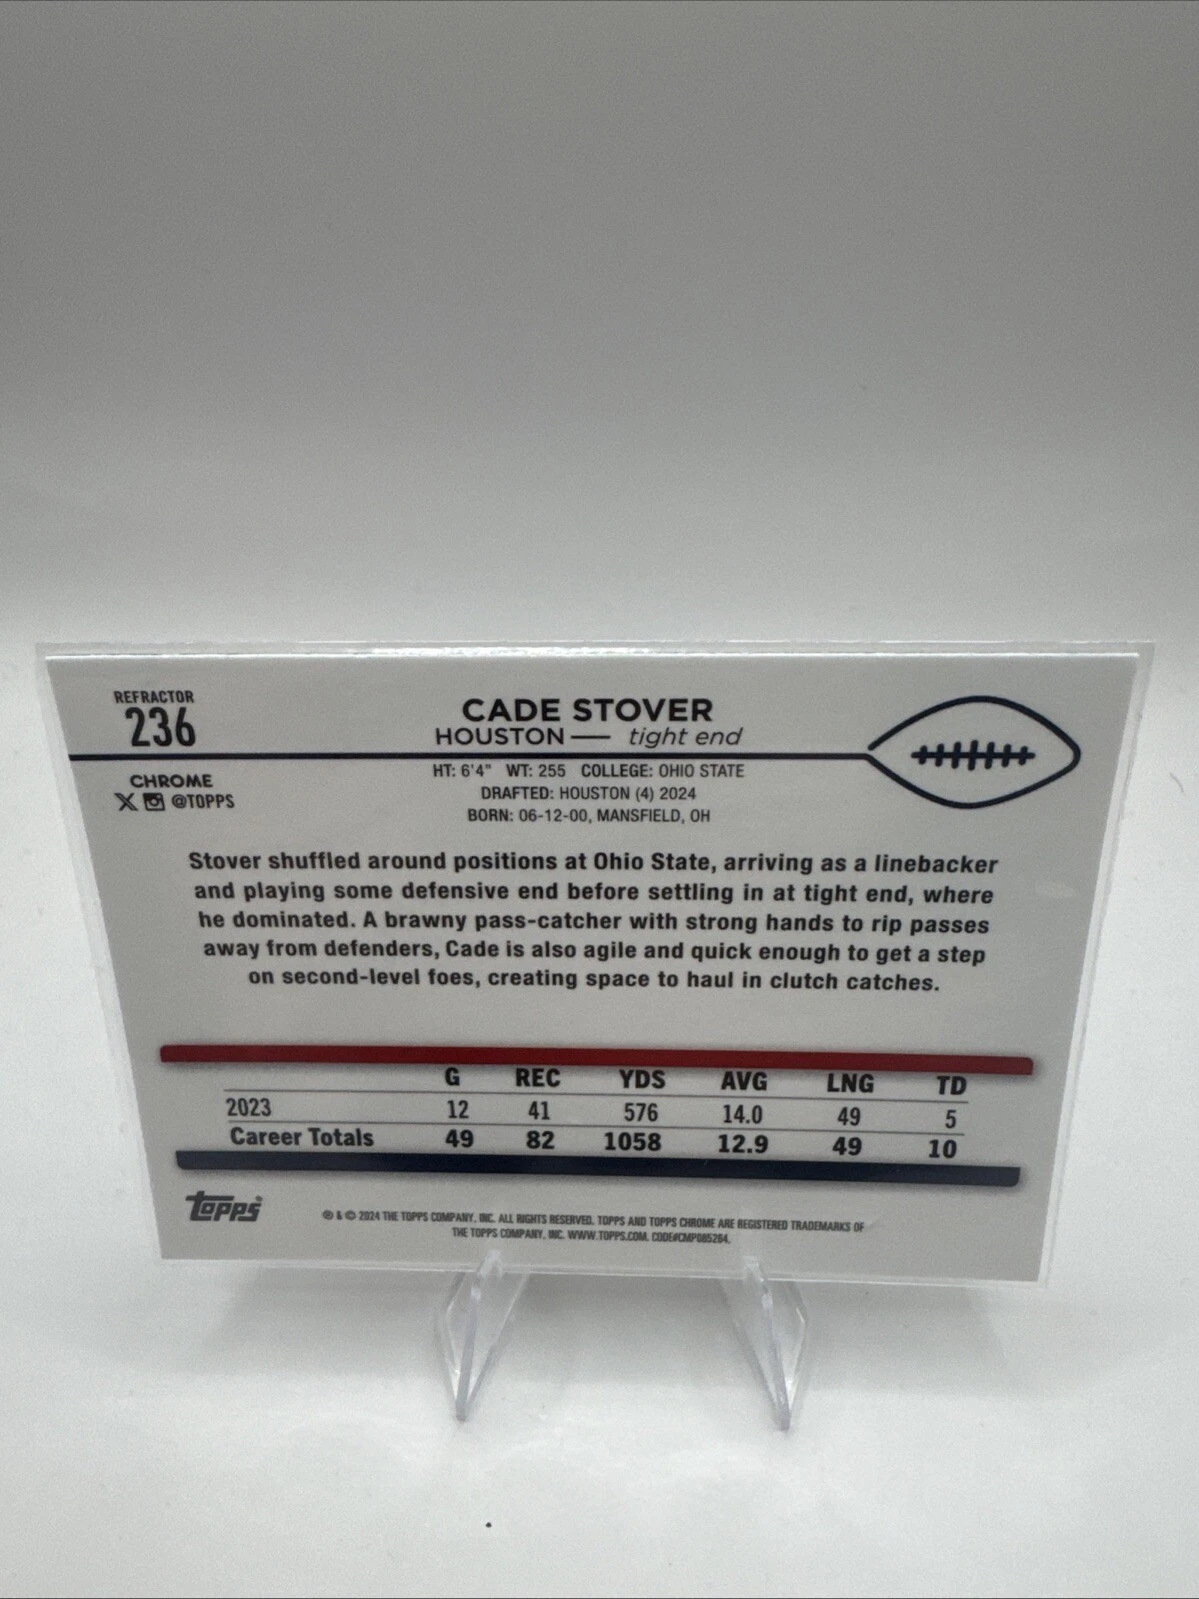 REFRACTOR
236
CADE STOVER
HOUSTON — tight end
CHROME
@TOPPS
HT: 6'4" WT: 255 COLLEGE: OHIO STATE
DRAFTED: HOUSTON (4) 2024
BORN: 06-12-00, MANSFIELD, OH
Stover shuffled around positions at Ohio State, arriving as a linebacker
and playing some defensive end before settling in at tight end, where
he dominated. A brawny pass-catcher with strong hands to rip passes
away from defenders, Cade is also agile and quick enough to get a step
on second-level foes, creating space to haul in clutch catches.
G REC YDS AVG LNG TD
2023 12 41 576 14.0 49 5
Career Totals 49 82 1058 12.9 49 10
topps
® & © 2024 THE TOPPS COMPANY, INC. ALL RIGHTS RESERVED. TOPPS AND TOPPS CHROME ARE REGISTERED TRADEMARKS OF
THE TOPPS COMPANY, INC. WWW.TOPPS.COM. CODE#CMP085264.